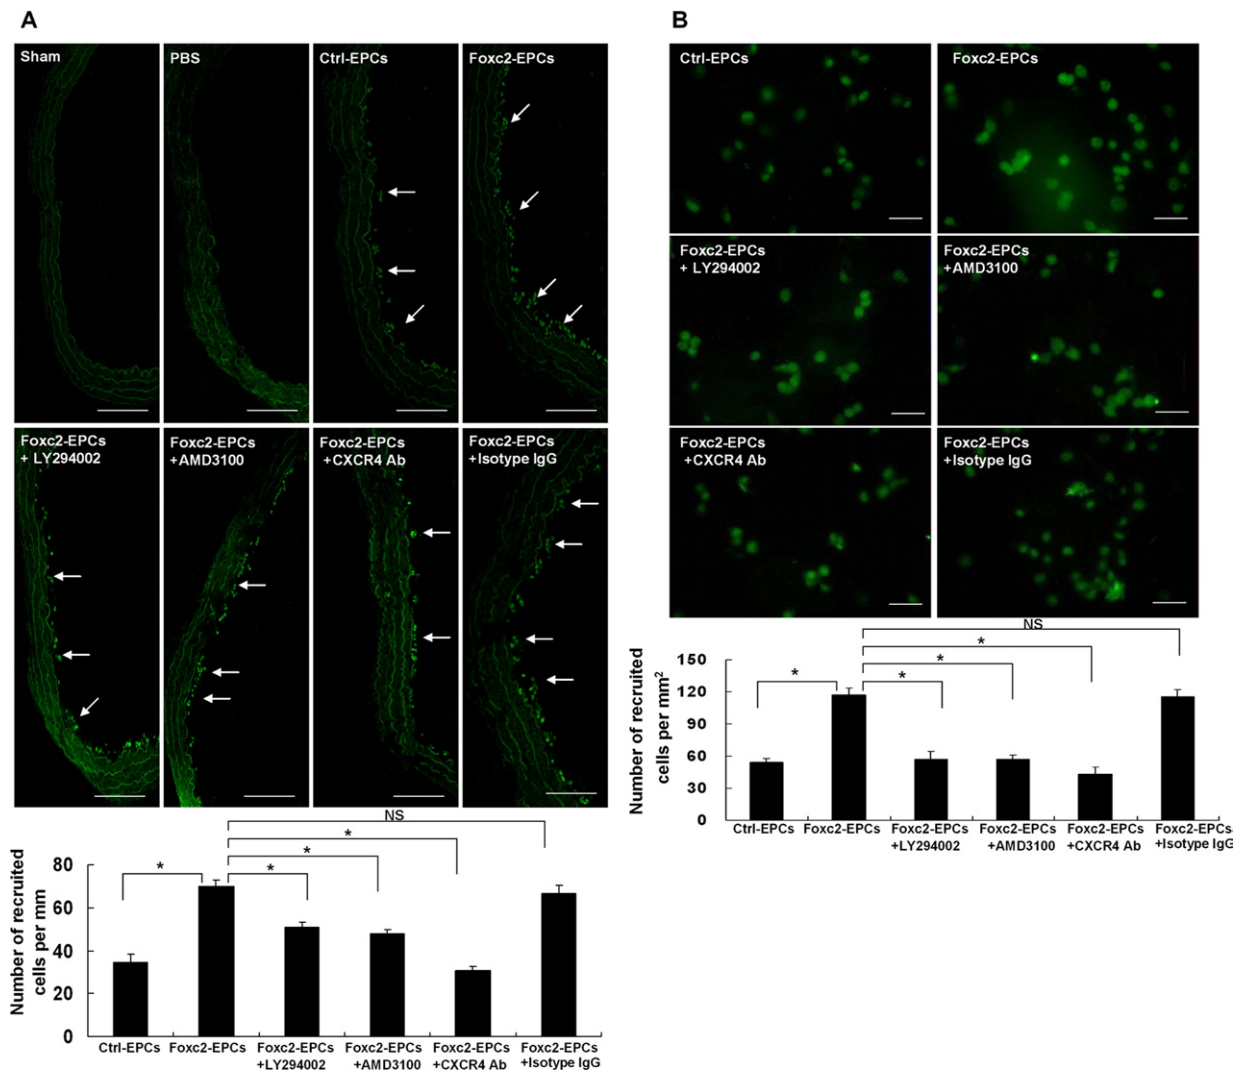 A
Sham
PBS
Ctrl-EPCs
Foxc2-EPCs
Foxc2-EPCs
+ LY294002
Foxc2-EPCs
+AMD3100
Foxc2-EPCs
+CXCR4 Ab
Foxc2-EPCs
+Isotype IgG
NS
*
*
*
*
Number of recruited
cells per mm
80
60
40
20
0
Ctrl-EPCs
Foxc2-EPCs
Foxc2-EPCs
+LY294002
Foxc2-EPCs
+AMD3100
Foxc2-EPCs
+CXCR4 Ab
Foxc2-EPCs
+Isotype IgG
B
Ctrl-EPCs
Foxc2-EPCs
Foxc2-EPCs
+ LY294002
Foxc2-EPCs
+AMD3100
Foxc2-EPCs
+CXCR4 Ab
Foxc2-EPCs
+Isotype IgG
NS
*
*
*
*
Number of recruited
cells per mm²
150
120
90
60
30
0
Ctrl-EPCs
Foxc2-EPCs
Foxc2-EPCs
+LY294002
Foxc2-EPCs
+AMD3100
Foxc2-EPCs
+CXCR4 Ab
Foxc2-EPCs
+Isotype IgG